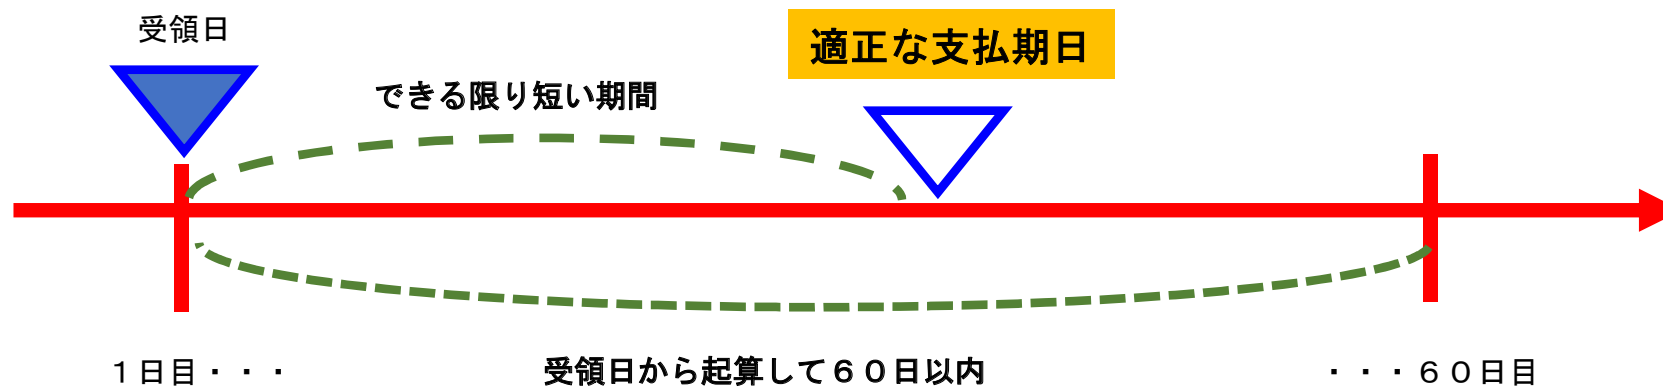 受領日
適正な支払期日
できる限り短い期間
１日目・・・
受領日から起算して６０日以内
・・・６０日目